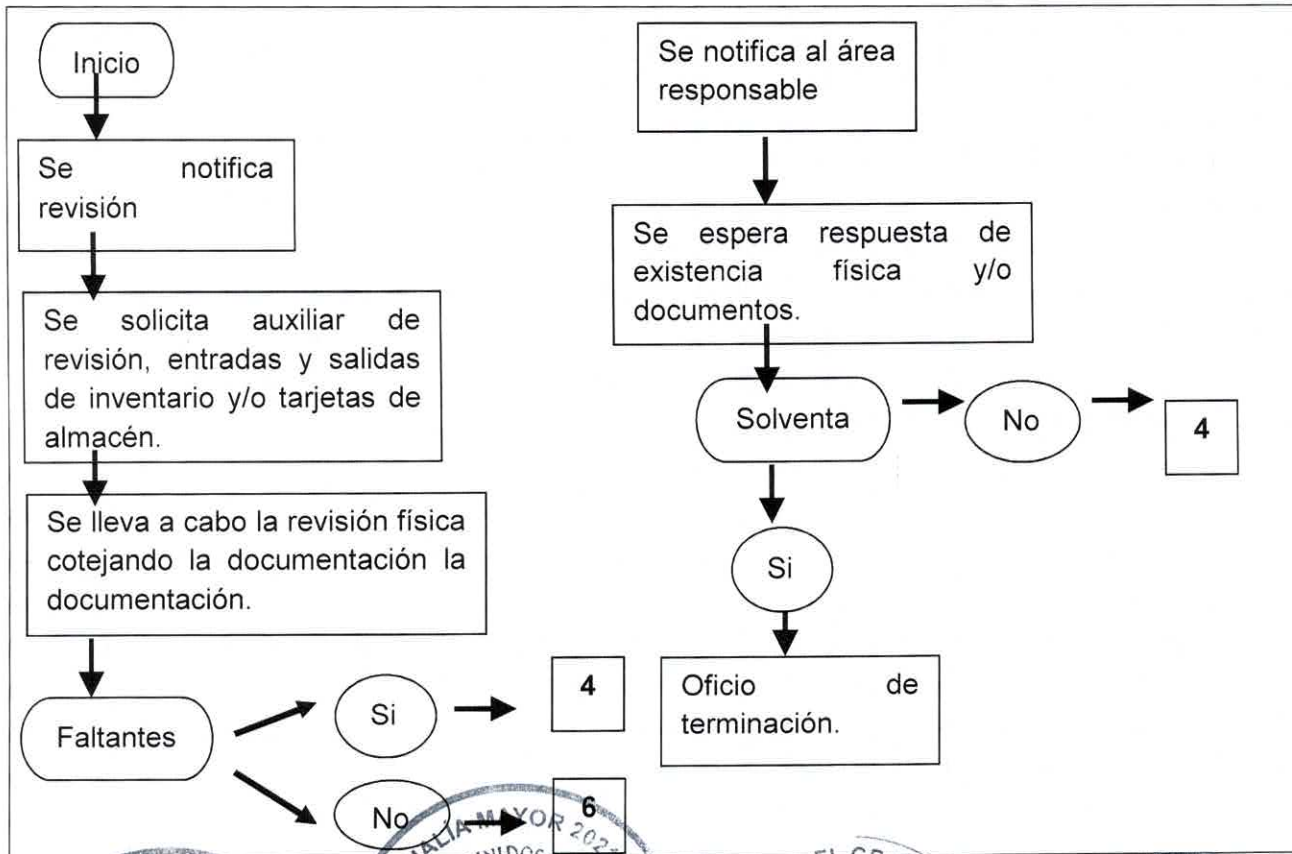 Inicio
Se notifica
revisión
Se solicita auxiliar de
revisión, entradas y salidas
de inventario y/o tarjetas de
almacén.
Se lleva a cabo la revisión física
cotejando la documentación la
documentación.
Faltantes
Si
4
No
6
Se notifica al área
responsable
Se espera respuesta de
existencia física y/o
documentos.
Solventa
No
4
Si
Oficio de
terminación.
MAYOR 202